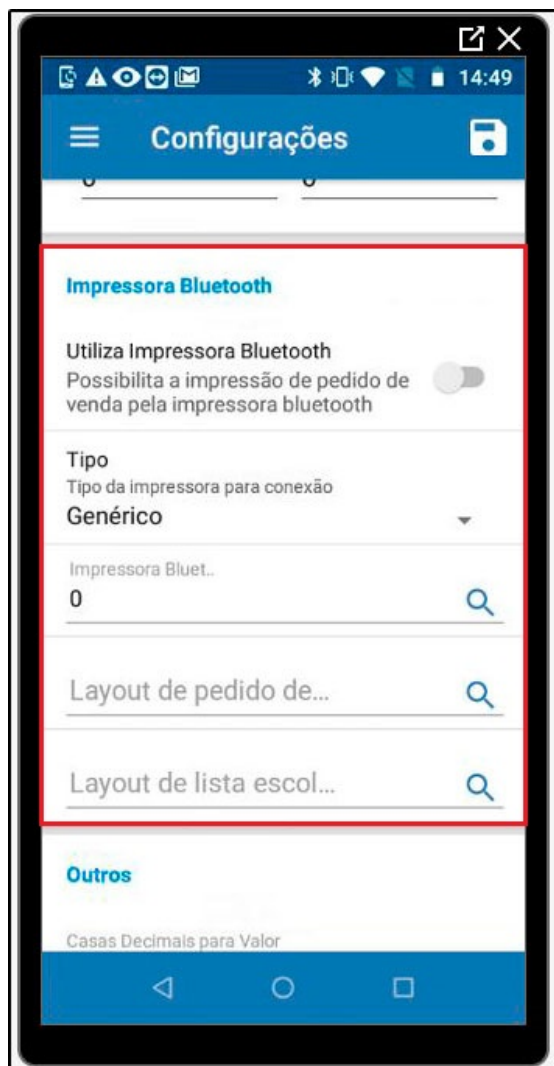 14:49
Configurações
Impressora Bluetooth
Utiliza Impressora Bluetooth
Possibilita a impressão de pedido de
venda pela impressora bluetooth
Tipo
Tipo da impressora para conexão
Genérico
Impressora Bluet..
0
Layout de pedido de...
Layout de lista escol...
Outros
Casas Decimais para Valor